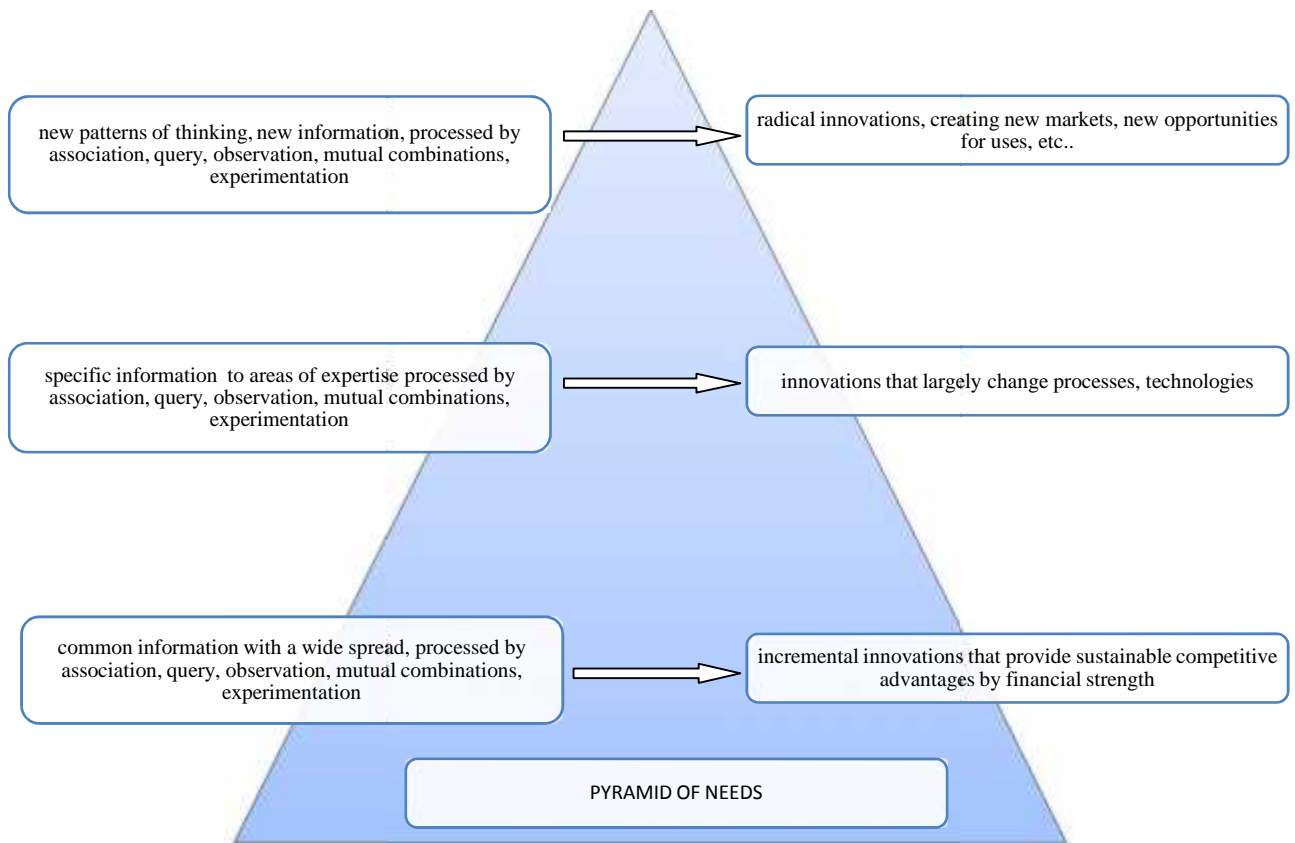 new patterns of thinking, new information, processed by
association, query, observation, mutual combinations,
experimentation
radical innovations, creating new markets, new opportunities
for uses, etc..
specific information to areas of expertise processed by
association, query, observation, mutual combinations,
experimentation
innovations that largely change processes, technologies
common information with a wide spread, processed by
association, query, observation, mutual combinations,
experimentation
incremental innovations that provide sustainable competitive
advantages by financial strength
PYRAMID OF NEEDS